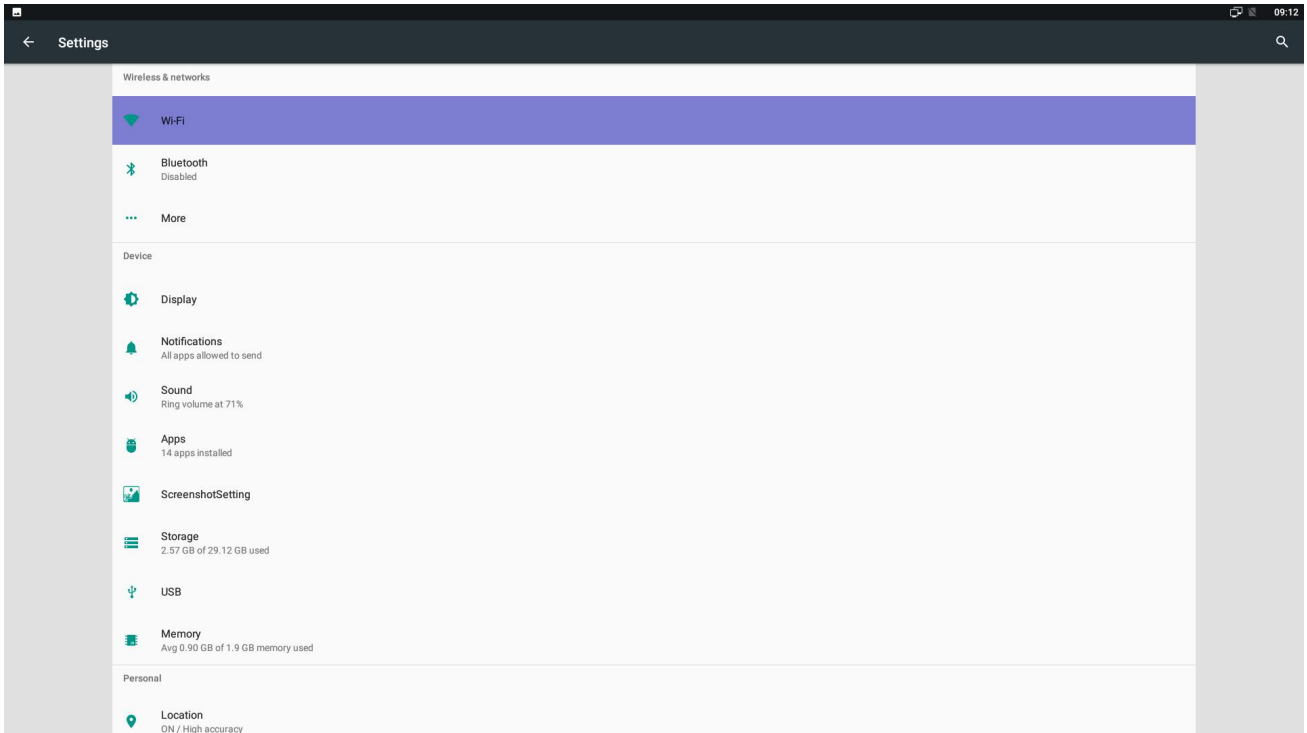 09:12
Settings
Wireless & networks
Wi-Fi
Bluetooth
Disabled
More
Device
Display
Notifications
All apps allowed to send
Sound
Ring volume at 71%
Apps
14 apps installed
ScreenshotSetting
Storage
2.57 GB of 29.12 GB used
USB
Memory
Avg 0.90 GB of 1.9 GB memory used
Personal
Location
ON / High accuracy